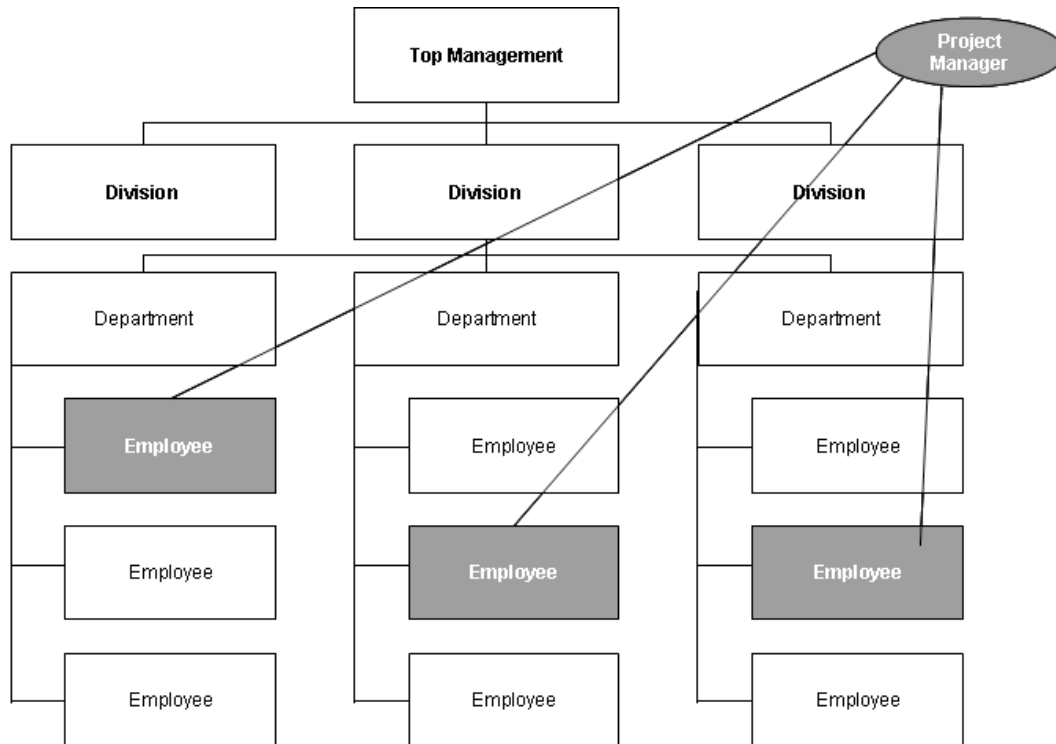 Top Management
Project
Manager
Division
Division
Division
Department
Department
Department
Employee
Employee
Employee
Employee
Employee
Employee
Employee
Employee
Employee